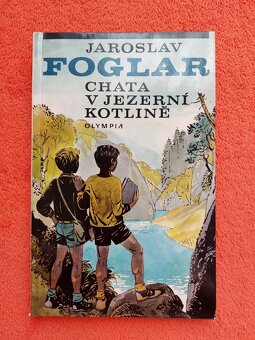 JAROSLAV
FOGLAR
CHATA
V JEZERNÍ
KOTLINĚ
OLYMPIA